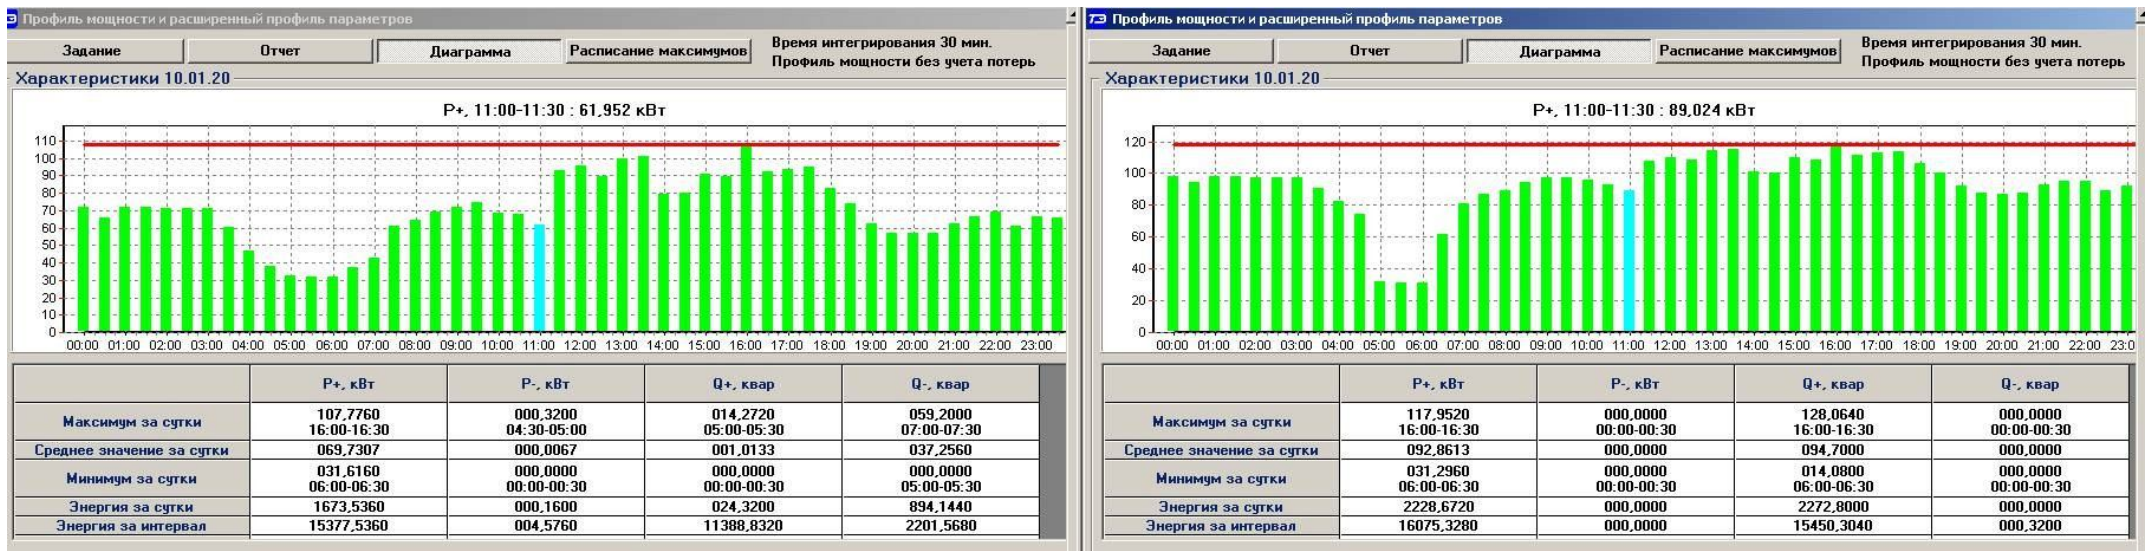 ТЭ Профиль мощности и расширенный профиль параметров
Задание Отчет Диаграмма Расписание максимумов Время интегрирования 30 мин.
Профиль мощности без учета потерь
Характеристики 10.01.20
P+, 11:00-11:30 : 61,952 кВт
110
100
90
80
70
60
50
40
30
20
10
0
00:00 01:00 02:00 03:00 04:00 05:00 06:00 07:00 08:00 09:00 10:00 11:00 12:00 13:00 14:00 15:00 16:00 17:00 18:00 19:00 20:00 21:00 22:00 23:00
P+, кВт P-, кВт Q+, квар Q-, квар
Максимум за сутки 107,7760 000,3200 014,2720 059,2000
16:00-16:30 04:30-05:00 05:00-05:30 07:00-07:30
Среднее значение за сутки 069,7307 000,0067 001,0133 037,2560
Минимум за сутки 031,6160 000,0000 000,0000 000,0000
06:00-06:30 00:00-00:30 00:00-00:30 05:00-05:30
Энергия за сутки 1673,5360 000,1600 024,3200 894,1440
Энергия за интервал 15377,5360 004,5760 11388,8320 2201,5680
ТЭ Профиль мощности и расширенный профиль параметров
Задание Отчет Диаграмма Расписание максимумов Время интегрирования 30 мин.
Профиль мощности без учета потерь
Характеристики 10.01.20
P+, 11:00-11:30 : 89,024 кВт
120
100
80
60
40
20
0
00:00 01:00 02:00 03:00 04:00 05:00 06:00 07:00 08:00 09:00 10:00 11:00 12:00 13:00 14:00 15:00 16:00 17:00 18:00 19:00 20:00 21:00 22:00 23:0
P+, кВт P-, кВт Q+, квар Q-, квар
Максимум за сутки 117,9520 000,0000 128,0640 000,0000
16:00-16:30 00:00-00:30 16:00-16:30 00:00-00:30
Среднее значение за сутки 092,8613 000,0000 094,7000 000,0000
Минимум за сутки 031,2960 000,0000 014,0800 000,0000
06:00-06:30 00:00-00:30 06:00-06:30 00:00-00:30
Энергия за сутки 2228,6720 000,0000 2272,8000 000,0000
Энергия за интервал 16075,3280 000,0000 15450,3040 000,3200